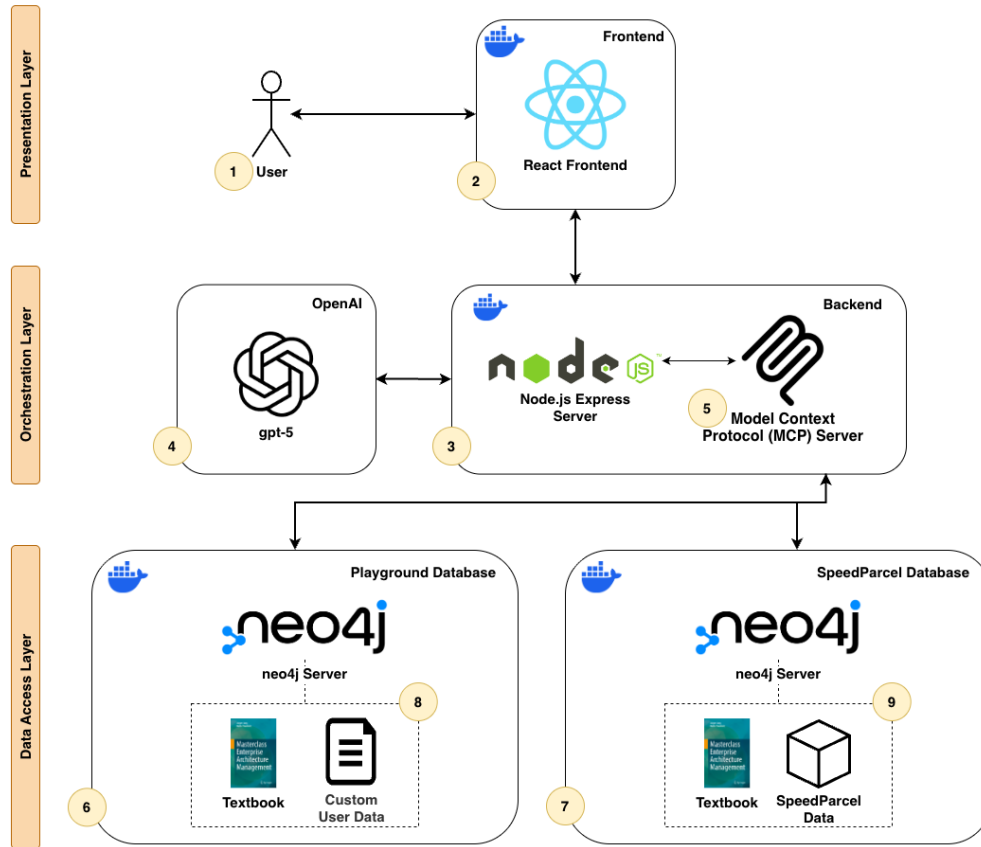 Presentation Layer
Frontend
React Frontend
1
User
2
Orchestration Layer
OpenAI
gpt-5
4
Backend
node
JS
™
Node.js Express
Server
3
5
Model Context
Protocol (MCP) Server
Data Access Layer
Playground Database
neo4j
neo4j Server
8
Masterclass
Enterprise
Architecture
Management
Textbook
Custom
User Data
6
SpeedParcel Database
neo4j
neo4j Server
9
Masterclass
Enterprise
Architecture
Management
Textbook
SpeedParcel
Data
7